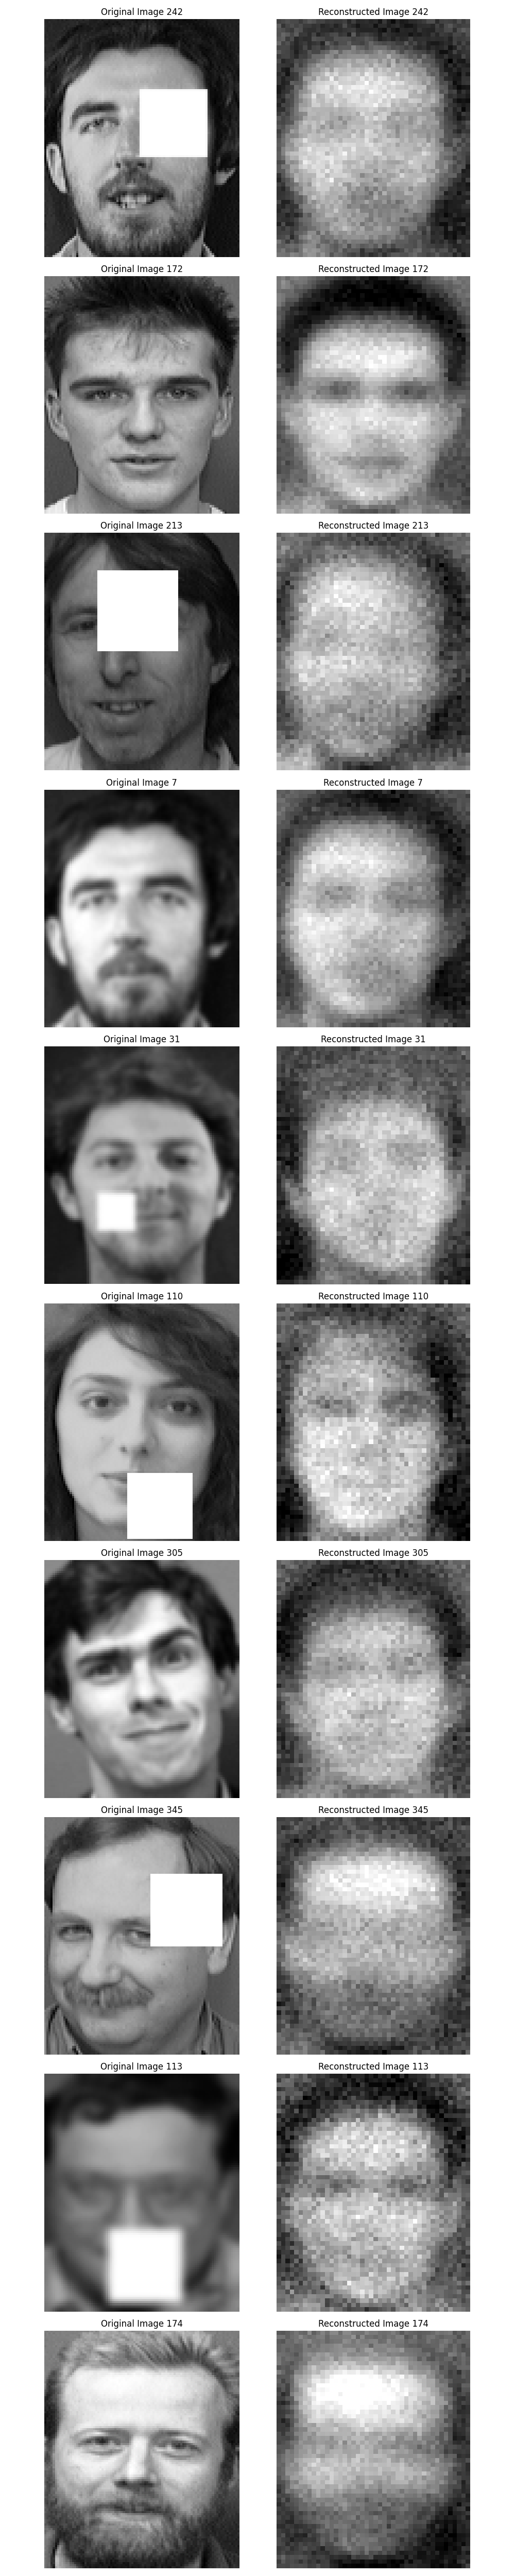 Original Image 242
Reconstructed Image 242
Original Image 172
Reconstructed Image 172
Original Image 213
Reconstructed Image 213
Original Image 7
Reconstructed Image 7
Original Image 31
Reconstructed Image 31
Original Image 110
Reconstructed Image 110
Original Image 305
Reconstructed Image 305
Original Image 345
Reconstructed Image 345
Original Image 113
Reconstructed Image 113
Original Image 174
Reconstructed Image 174